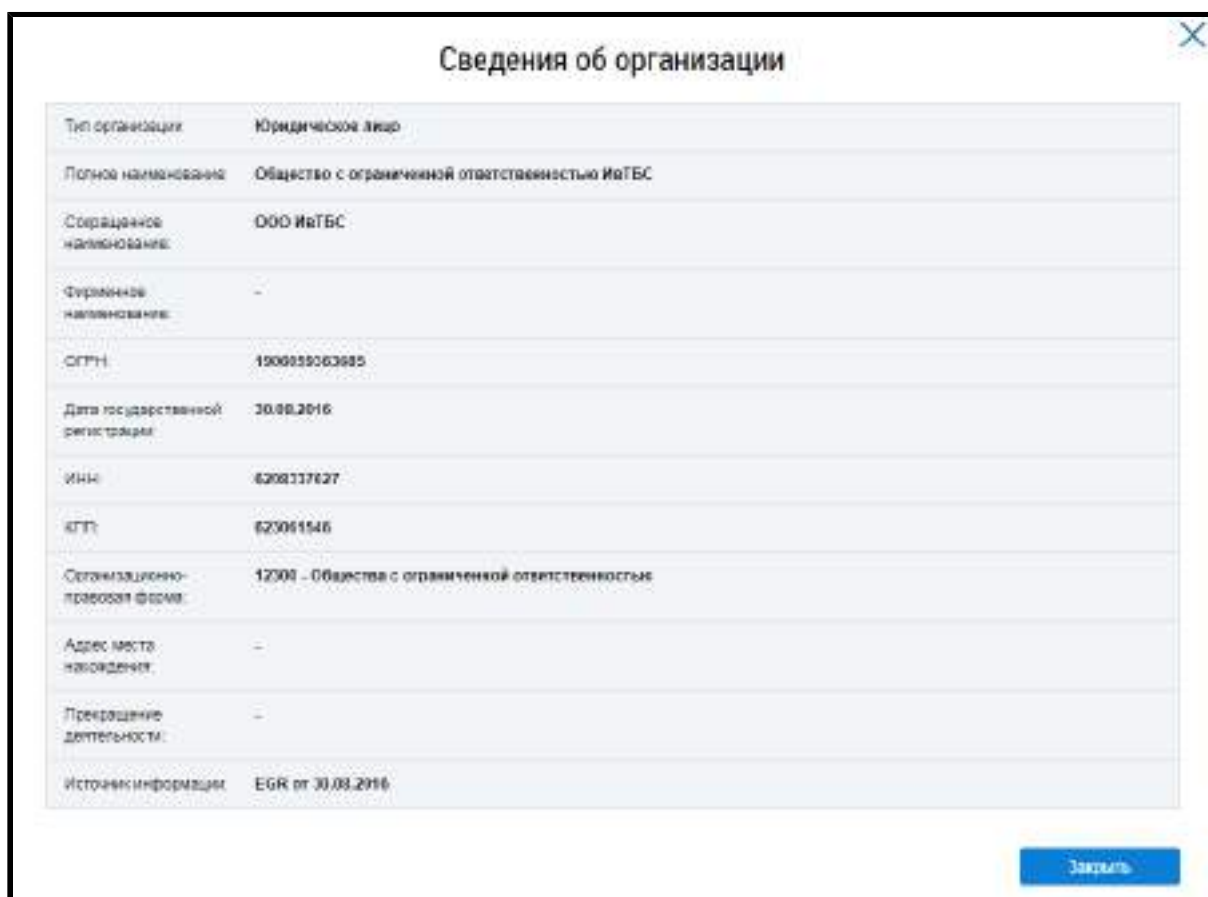 Сведения об организации
Тип организации: Юридическое лицо
Полное наименование: Общество с ограниченной ответственностью ИвТБС
Сокращенное ООО ИвТБС
наименование:
Фирменное -
наименование:
ОГРН:
Дата государственной 30.08.2016
регистрации:
ИНН:
КПП:
Организационно- 12300 - Общества с ограниченной ответственностью
правовая форма:
Адрес места -
нахождения:
Прекращение -
деятельности:
Источник информации: EGR от 30.08.2016
Закрыть